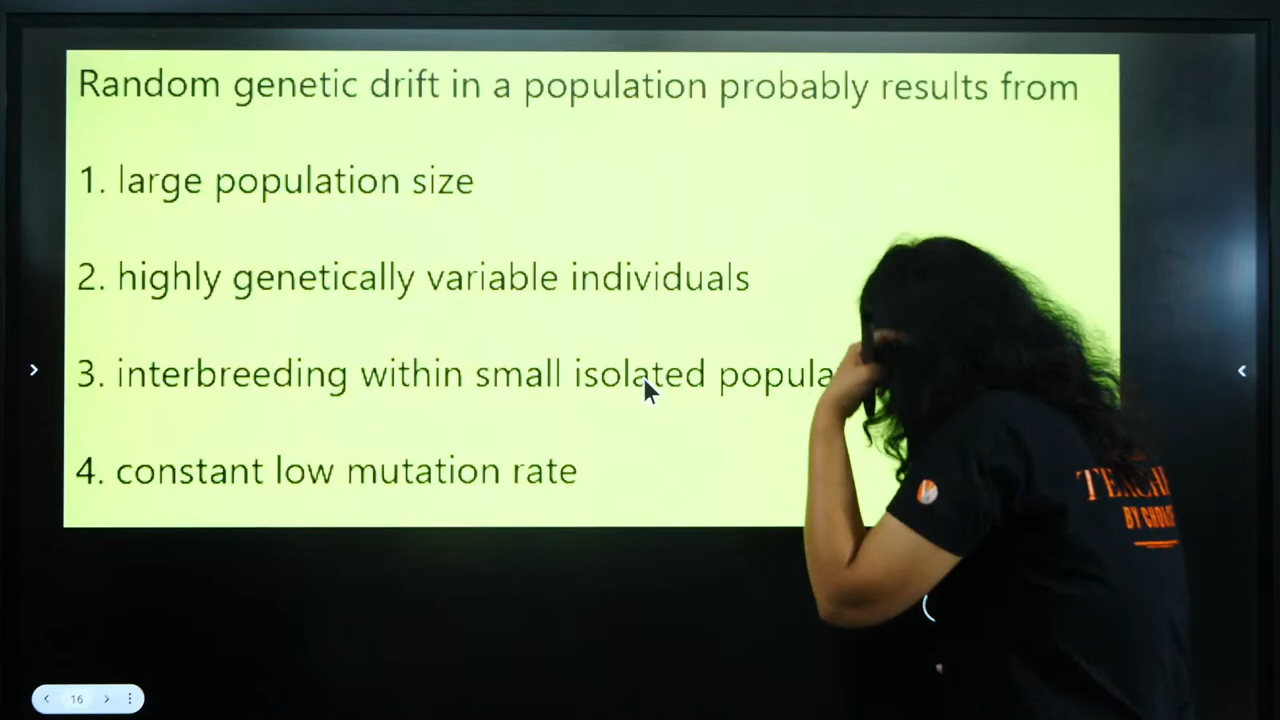 Random genetic drift in a population probably results from
1. large population size
2. highly genetically variable individuals
3. interbreeding within small isolated
4. constant low mutation rate
BY
16